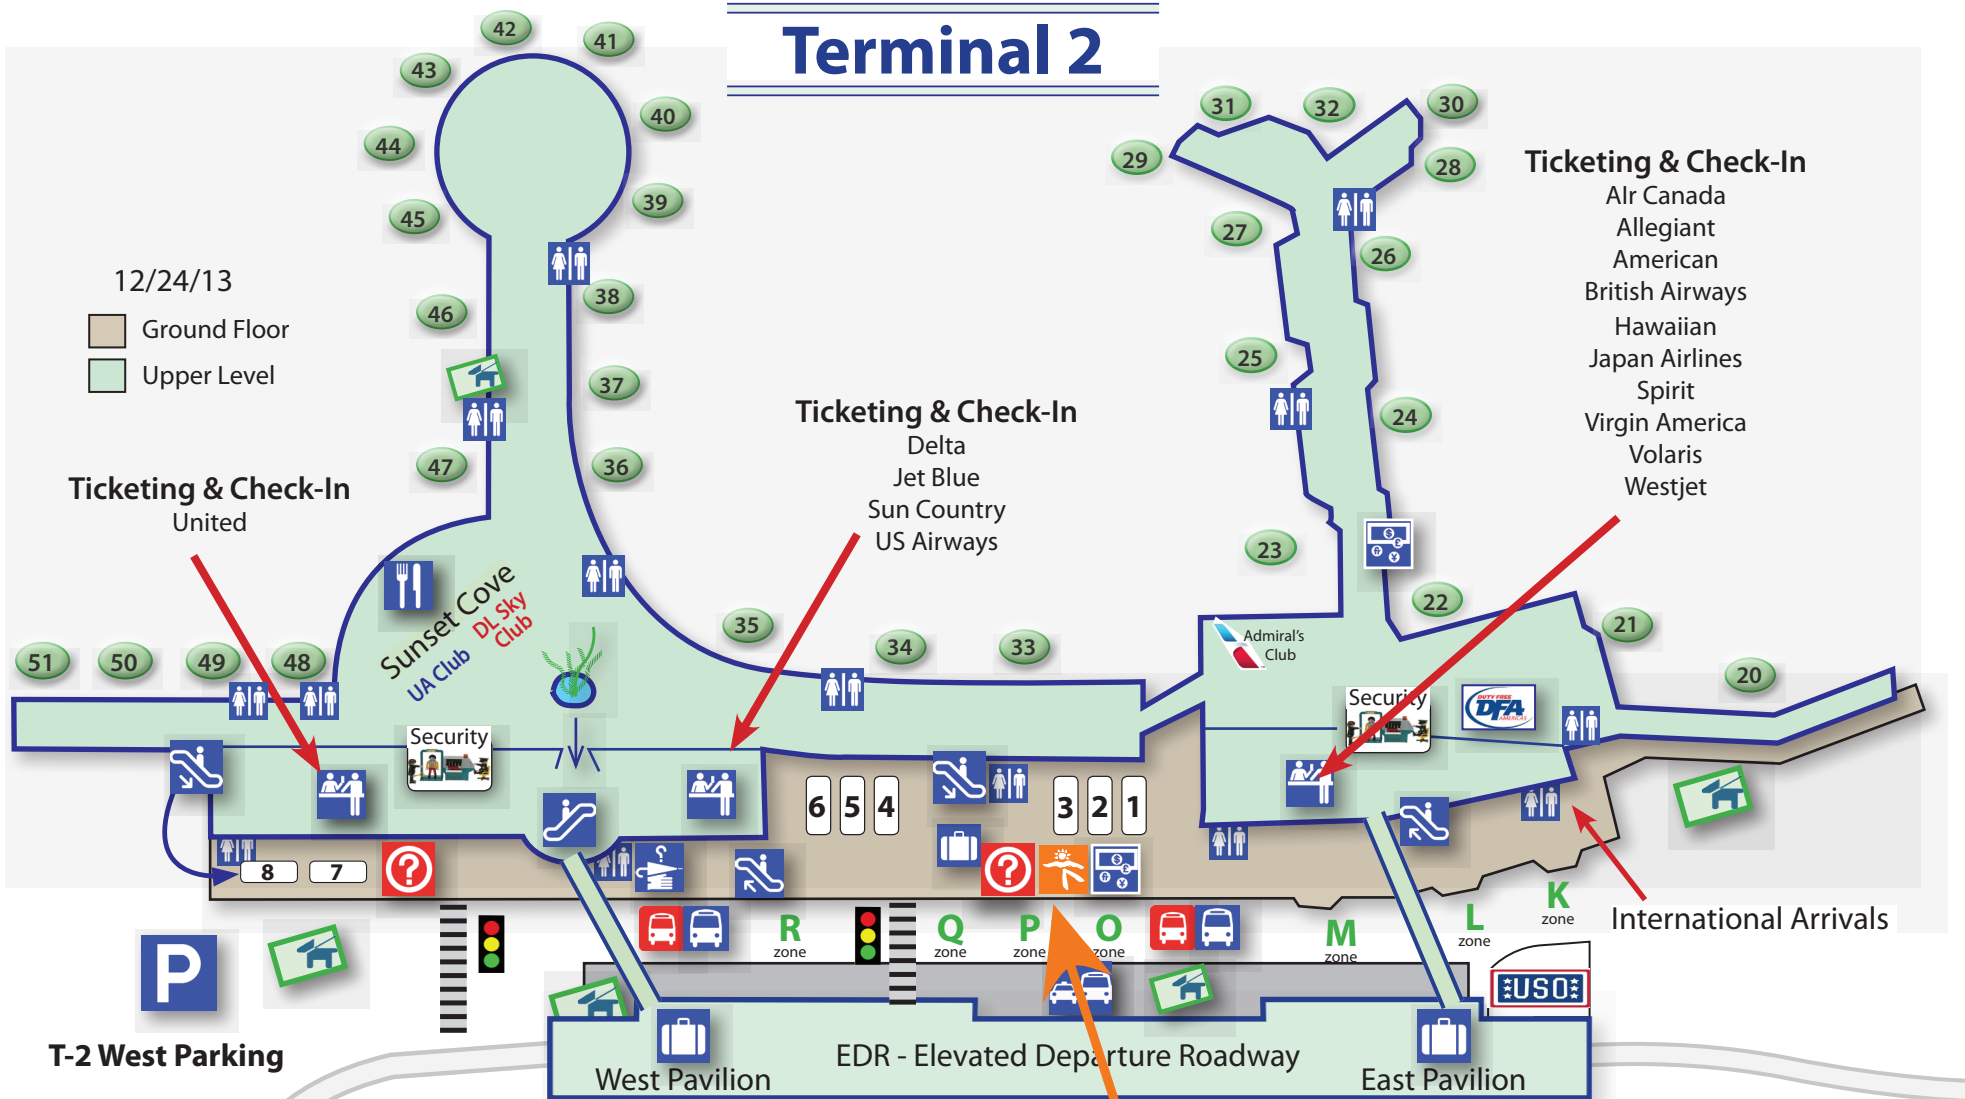 Terminal 2
42
41
43
40
44
39
45
46
38
37
47
36
31
32
30
29
28
27
26
25
24
23
22
21
20
12/24/13
Ground Floor
Upper Level
Ticketing & Check-In
United
Ticketing & Check-In
Delta
Jet Blue
Sun Country
US Airways
Ticketing & Check-In
AIr Canada
Allegiant
American
British Airways
Hawaiian
Japan Airlines
Spirit
Virgin America
Volaris
Westjet
51
50
49
48
35
34
33
Sunset Cove
DL Sky
Club
UA Club
Admiral's
Club
Security
Security
DUTY FREE
DFA
AMERICAS
6
5
4
3
2
1
8
7
?
?
?
R
zone
Q
zone
P
zone
O
zone
M
zone
L
zone
K
zone
International Arrivals
USO
P
T-2 West Parking
EDR - Elevated Departure Roadway
West Pavilion
East Pavilion